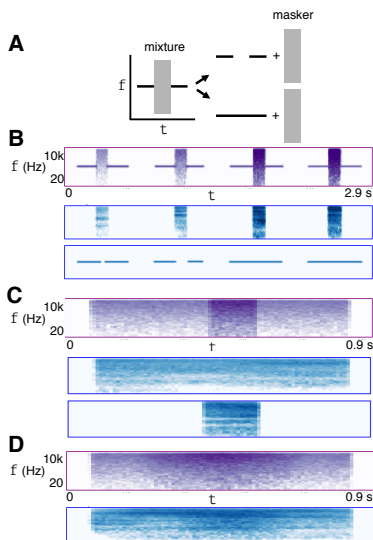 masker
A
mixture
f
+
+
t
B
f (Hz)
10k
20
0
t
2.9 s
C
f (Hz)
10k
20
0
t
0.9 s
D
f (Hz)
10k
20
0
t
0.9 s